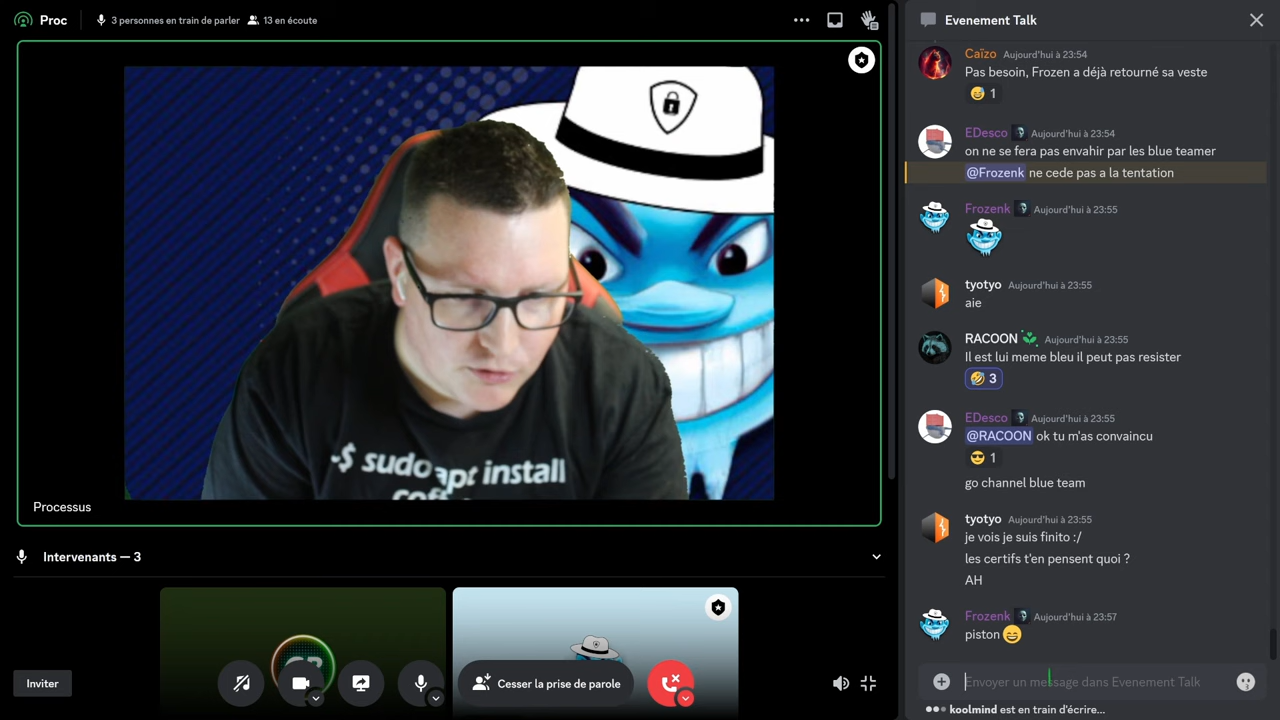 Proc
3 personnes en train de parler
13 en écoute
Evenement Talk
Caïzo Aujourd'hui à 23:54
Pas besoin, Frozen a déjà retourné sa veste
1
EDesco Aujourd'hui à 23:54
on ne se fera pas envahir par les blue teamer
@Frozenk ne cede pas a la tentation
Frozenk Aujourd'hui à 23:55
tyotyo Aujourd'hui à 23:55
aie
RACOON Aujourd'hui à 23:55
Il est lui meme bleu il peut pas resister
3
EDesco Aujourd'hui à 23:55
@RACOON ok tu m'as convaincu
1
go channel blue team
tyotyo Aujourd'hui à 23:55
je vois je suis finito :/
les certifs t'en pensent quoi ?
AH
Frozenk Aujourd'hui à 23:57
piston
Envoyer un message dans Evenement Talk
koolmind est en train d'écrire...
~$ sudo apt install
Processus
Intervenants — 3
Inviter
Cesser la prise de parole